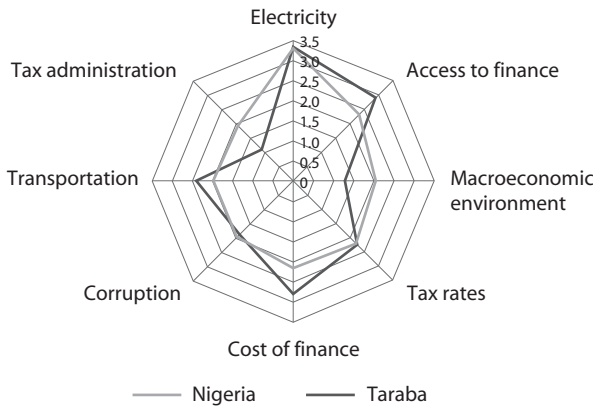 Electricity
3.5
3.0
2.5
2.0
1.5
1.0
0.5
0
Tax administration
Access to finance
Transportation
Macroeconomic
environment
Corruption
Tax rates
Cost of finance
Nigeria
Taraba